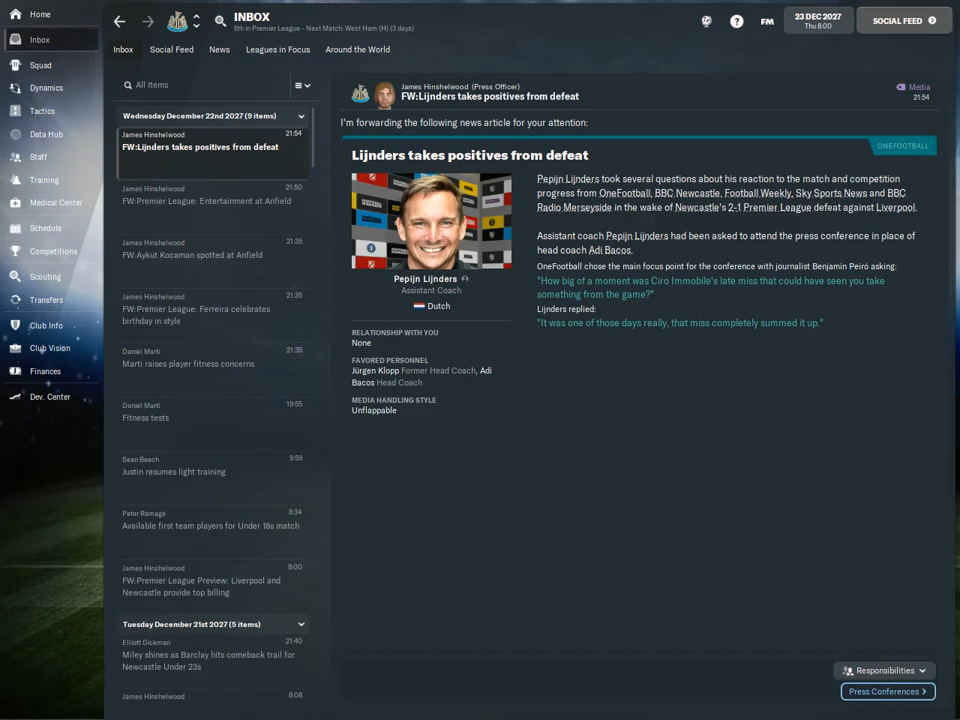 Home
Inbox
Squad
Dynamics
Tactics
Data Hub
Staff
Training
Medical Center
Schedule
Competitions
Scouting
Transfers
Club Info
Club Vision
Finances
Dev. Center
INBOX
6th in Premier League - Next Match: West Ham (H) (3 days)
FM
23 DEC 2027
Thu 8:00
SOCIAL FEED
Inbox
Social Feed
News
Leagues in Focus
Around the World
All Items
Wednesday December 22nd 2027 (9 items)
James Hinshelwood 21:54
FW:Lijnders takes positives from defeat
James Hinshelwood 21:50
FW:Premier League: Entertainment at Anfield
James Hinshelwood 21:35
FW:Aykut Kocaman spotted at Anfield
James Hinshelwood 21:35
FW:Premier League: Ferreira celebrates
birthday in style
Daniel Marti 21:35
Marti raises player fitness concerns
Daniel Marti 19:55
Fitness tests
Sean Beech 9:59
Justin resumes light training
Peter Ramage 8:34
Available first team players for Under 18s match
James Hinshelwood 8:00
FW:Premier League Preview: Liverpool and
Newcastle provide top billing
Tuesday December 21st 2027 (5 items)
Elliott Dickman 21:40
Miley shines as Barclay hits comeback trail for
Newcastle Under 23s
James Hinshelwood 8:08
James Hinshelwood (Press Officer)
FW:Lijnders takes positives from defeat
Media
21:54
I'm forwarding the following news article for your attention:
ONEFOOTBALL
Lijnders takes positives from defeat
Pepijn Lijnders
Assistant Coach
Dutch
RELATIONSHIP WITH YOU
None
FAVORED PERSONNEL
Jürgen Klopp Former Head Coach, Adi
Bacos Head Coach
MEDIA HANDLING STYLE
Unflappable
Pepijn Lijnders took several questions about his reaction to the match and competition
progress from OneFootball, BBC Newcastle, Football Weekly, Sky Sports News and BBC
Radio Merseyside in the wake of Newcastle's 2-1 Premier League defeat against Liverpool.
Assistant coach Pepijn Lijnders had been asked to attend the press conference in place of
head coach Adi Bacos.
OneFootball chose the main focus point for the conference with journalist Benjamin Peiró asking:
"How big of a moment was Ciro Immobile's late miss that could have seen you take
something from the game?"
Lijnders replied:
"It was one of those days really, that miss completely summed it up."
Responsibilities
Press Conferences